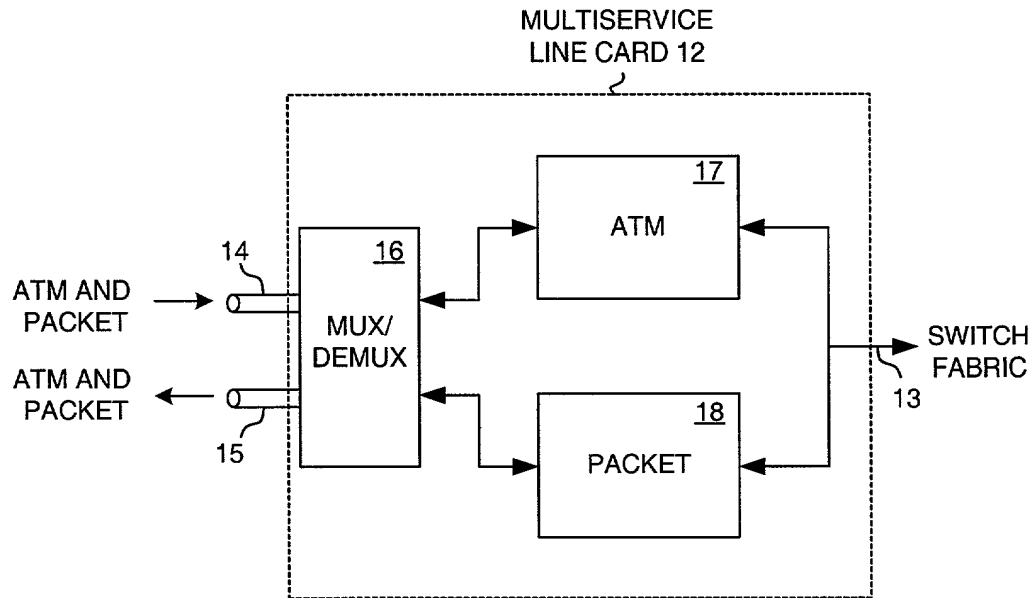 MULTISERVICE
LINE CARD 12
17
ATM
14
16
ATM AND
PACKET
MUX/
DEMUX
SWITCH
FABRIC
13
ATM AND
PACKET
15
18
PACKET